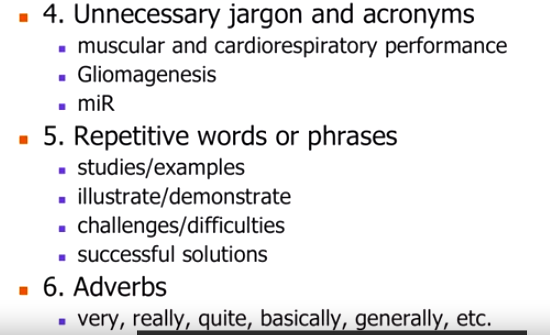 4. Unnecessary jargon and acronyms
muscular and cardiorespiratory performance
Gliomagenesis
miR
5. Repetitive words or phrases
studies/examples
illustrate/demonstrate
challenges/difficulties
successful solutions
6. Adverbs
very, really, quite, basically, generally, etc.